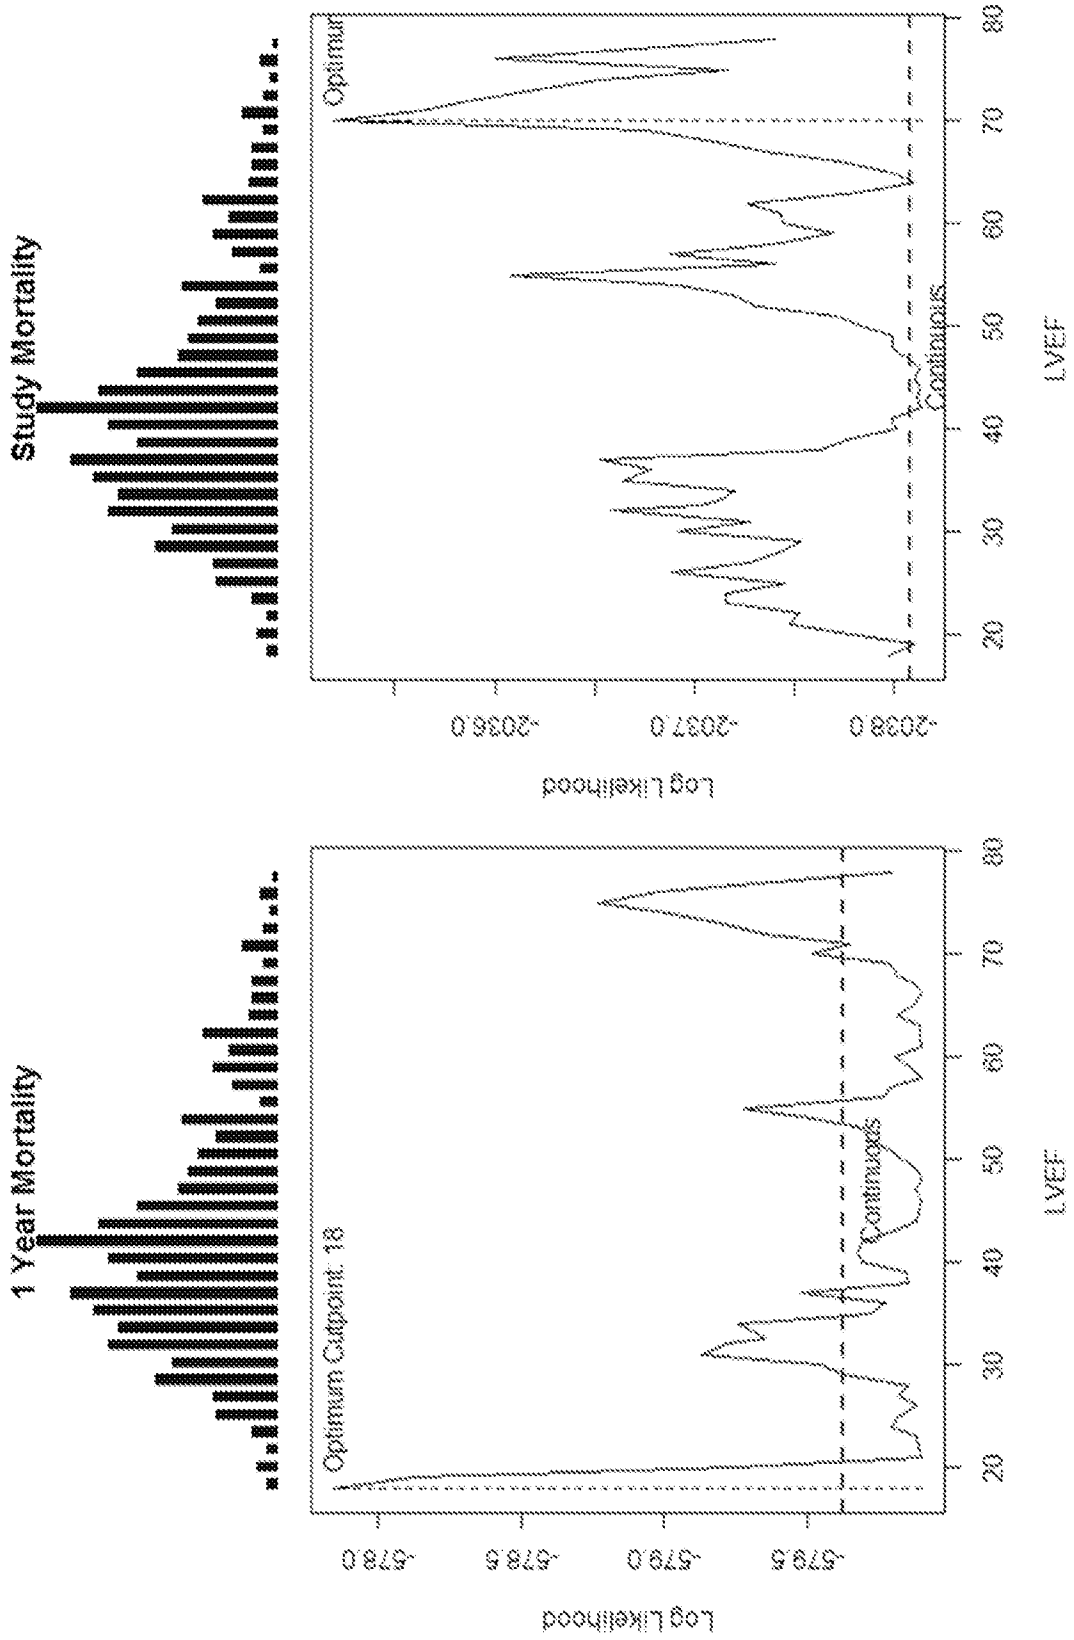 1 Year Mortality
Optimum Cutpoint: 18
Continuous
Log Likelihood
-578.0
-578.5
-579.0
-579.5
20
30
40
50
60
70
80
LVEF
Study Mortality
Optimum
Continuous
Log Likelihood
-2036.0
-2037.0
-2038.0
20
30
40
50
60
70
80
LVEF